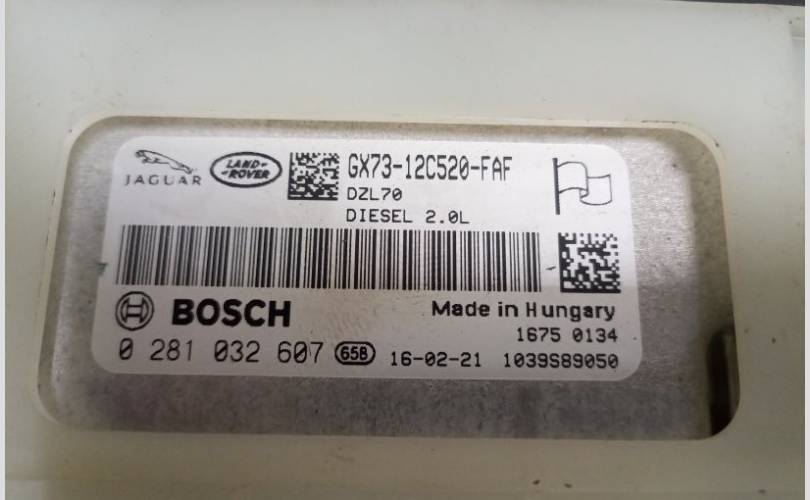 JAGUAR
LAND-ROVER
GX73-12C520-FAF
DZL70
DIESEL 2.0L
BOSCH
Made in Hungary
1675 0134
0 281 032 607 65B 16-02-21 1039S89050